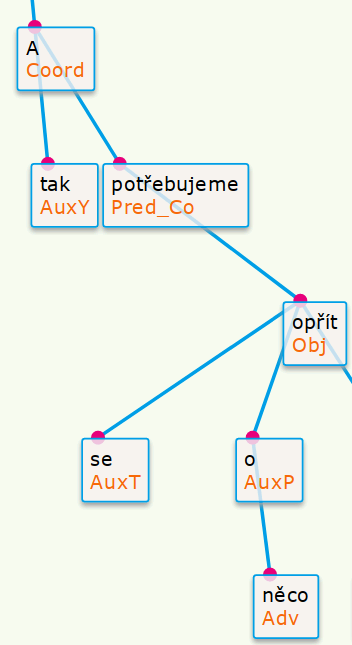 A
Coord
tak
AuxY
potřebujeme
Pred_Co
opřít
Obj
se
AuxT
o
AuxP
něco
Adv